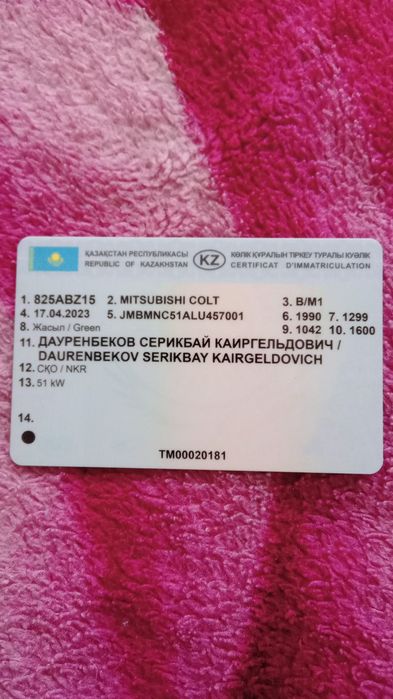 ҚАЗАҚСТАН РЕСПУБЛИКАСЫ
REPUBLIC OF KAZAKHSTAN
KZ
КӨЛІК ҚҰРАЛЫН ТІРКЕУ ТУРАЛЫ КУӘЛІК
CERTIFICAT D'IMMATRICULATION
1. 825ABZ15 2. MITSUBISHI COLT 3. B/M1
4. 17.04.2023 5. JMBMNC51ALU457001 6. 1990 7. 1299
8. Жасыл / Green 9. 1042 10. 1600
11. ДАУРЕНБЕКОВ СЕРИКБАЙ КАИРГЕЛЬДОВИЧ /
DAURENBEKOV SERIKBAY KAIRGELDOVICH
12. СҚО / NKR
13. 51 kW
14.
TM00020181